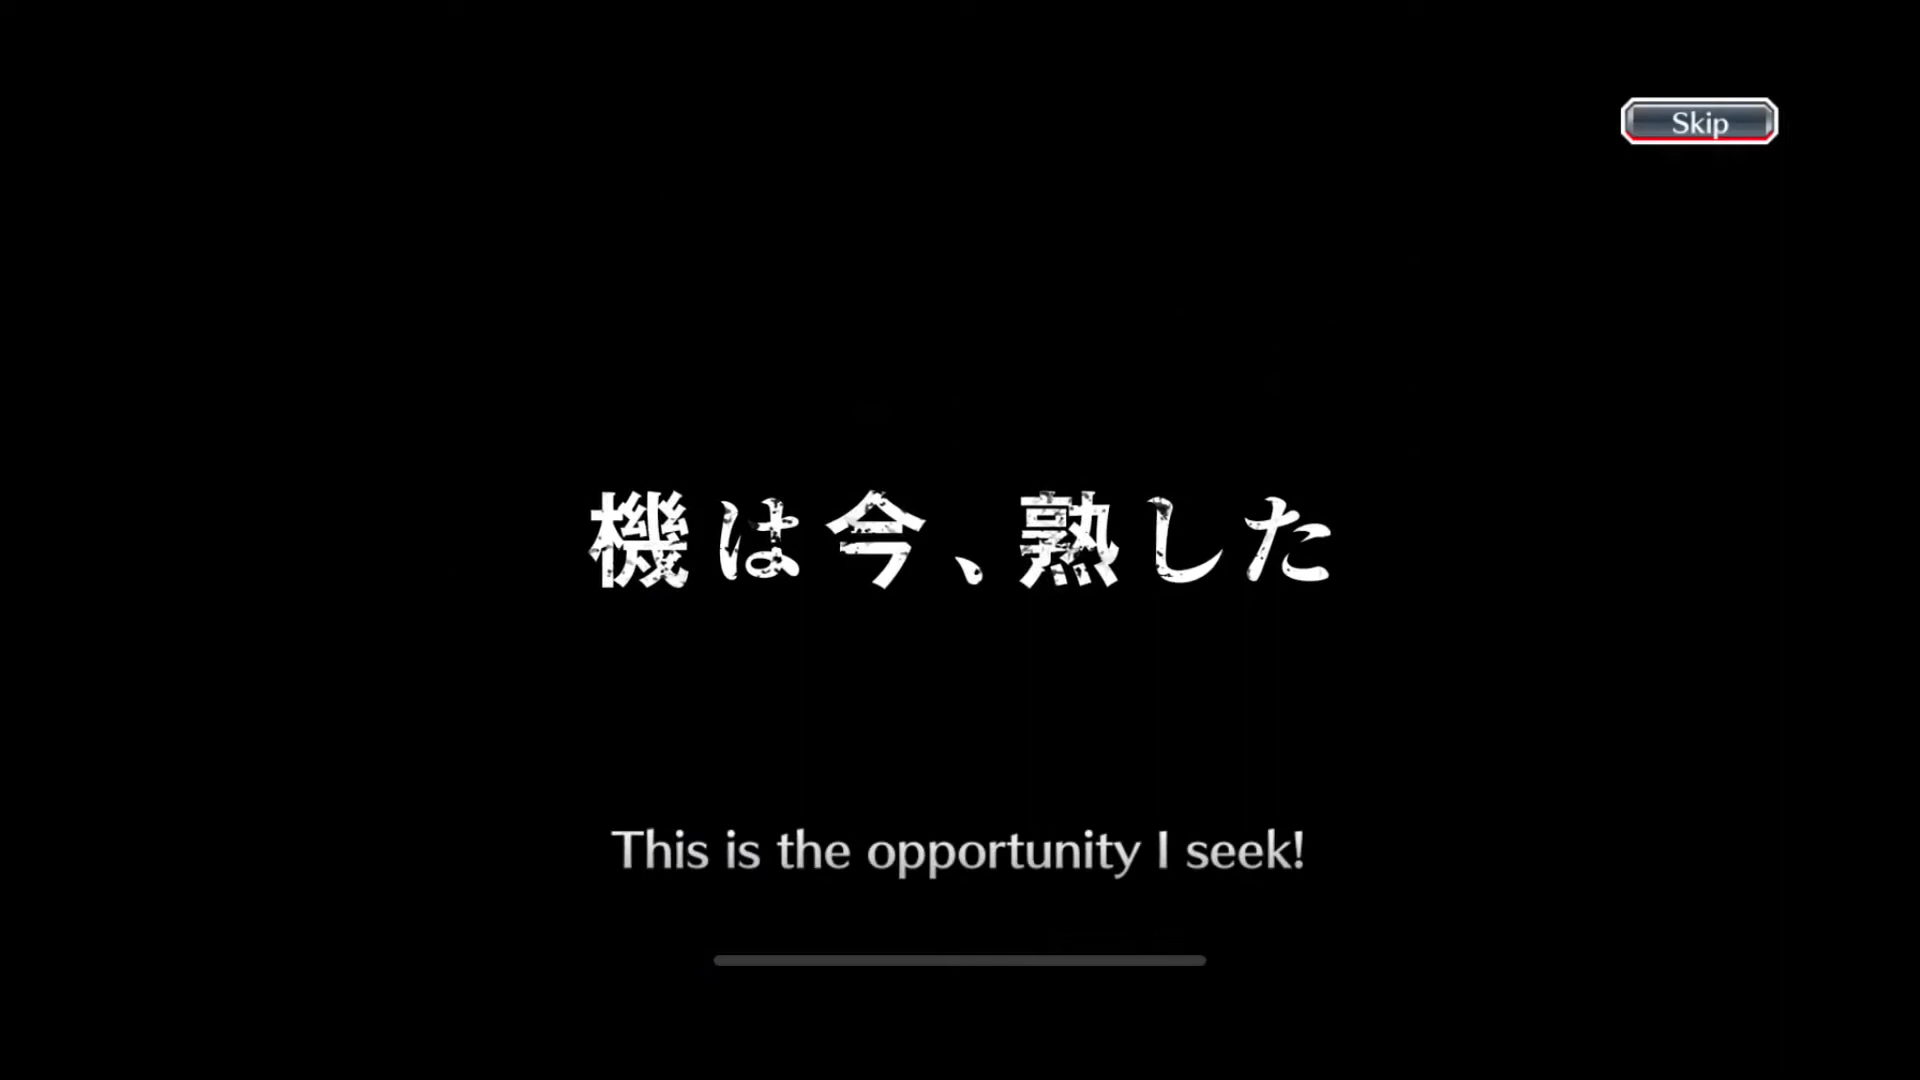 Skip
機は今、熟した
This is the opportunity I seek!